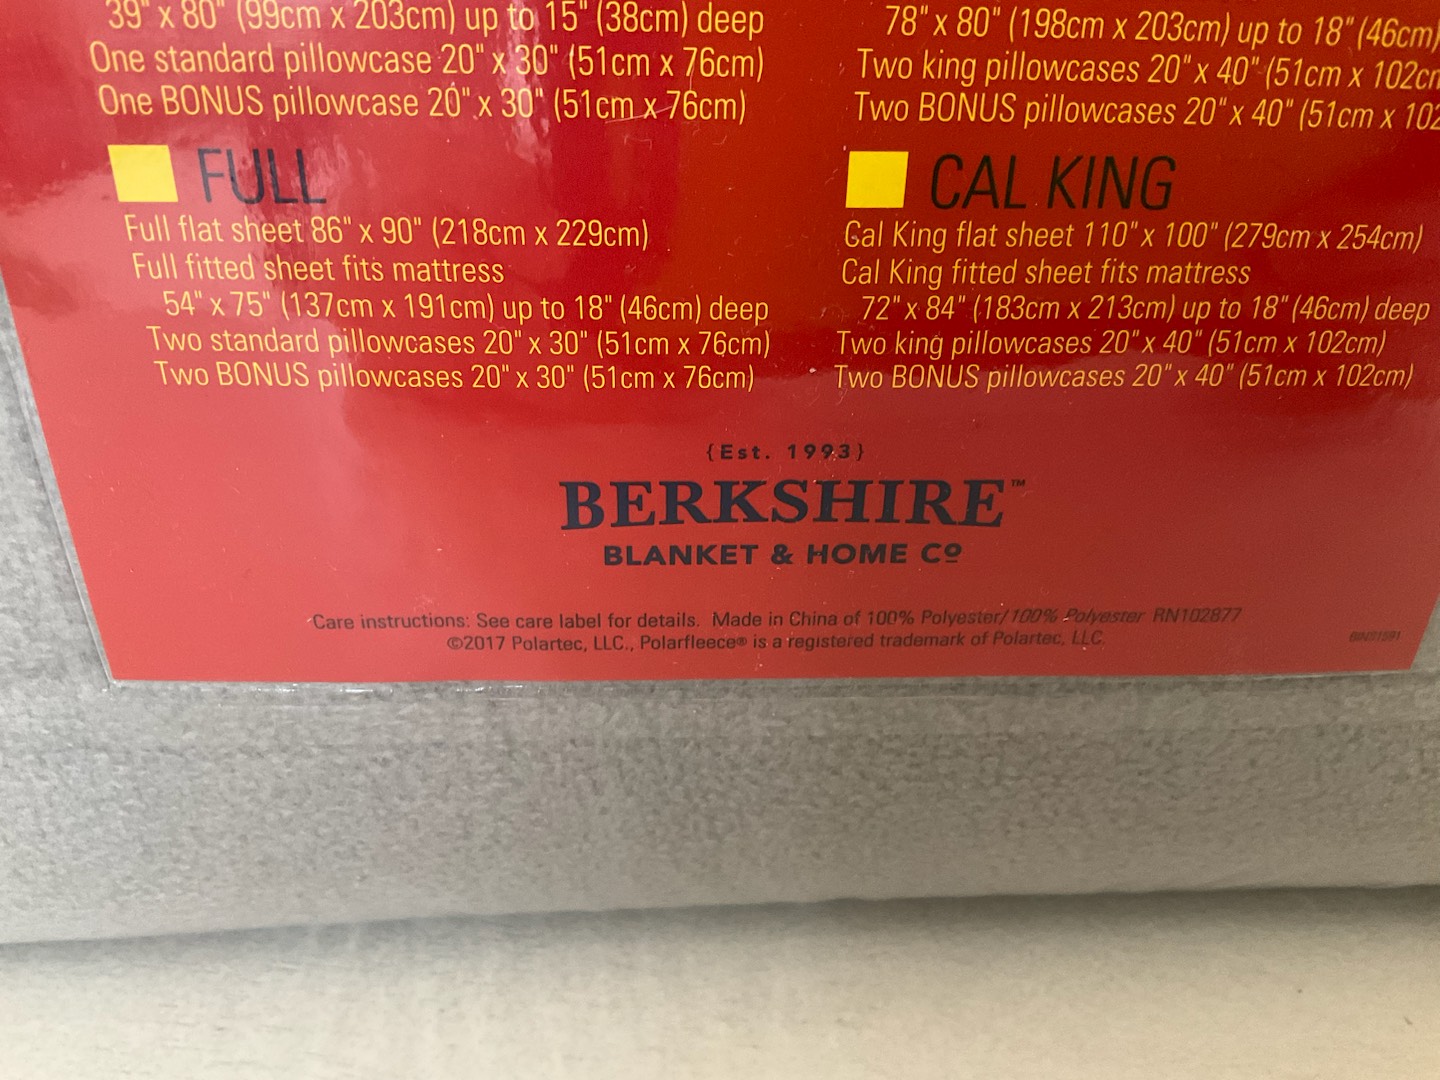 39" x 80" (99cm x 203cm) up to 15" (38cm) deep
One standard pillowcase 20" x 30" (51cm x 76cm)
One BONUS pillowcase 20" x 30" (51cm x 76cm)
FULL
Full flat sheet 86" x 90" (218cm x 229cm)
Full fitted sheet fits mattress
54" x 75" (137cm x 191cm) up to 18" (46cm) deep
Two standard pillowcases 20" x 30" (51cm x 76cm)
Two BONUS pillowcases 20" x 30" (51cm x 76cm)
78" x 80" (198cm x 203cm) up to 18" (46cm)
Two king pillowcases 20" x 40" (51cm x 102cm
Two BONUS pillowcases 20" x 40" (51cm x 102
CAL KING
Cal King flat sheet 110" x 100" (279cm x 254cm)
Cal King fitted sheet fits mattress
72" x 84" (183cm x 213cm) up to 18" (46cm) deep
Two king pillowcases 20" x 40" (51cm x 102cm)
Two BONUS pillowcases 20" x 40" (51cm x 102cm)
{Est. 1993}
BERKSHIRE™
BLANKET & HOME Cº
Care instructions: See care label for details. Made in China of 100% Polyester/100% Polyester RN102877
©2017 Polartec, LLC., Polarfleece® is a registered trademark of Polartec, LLC.